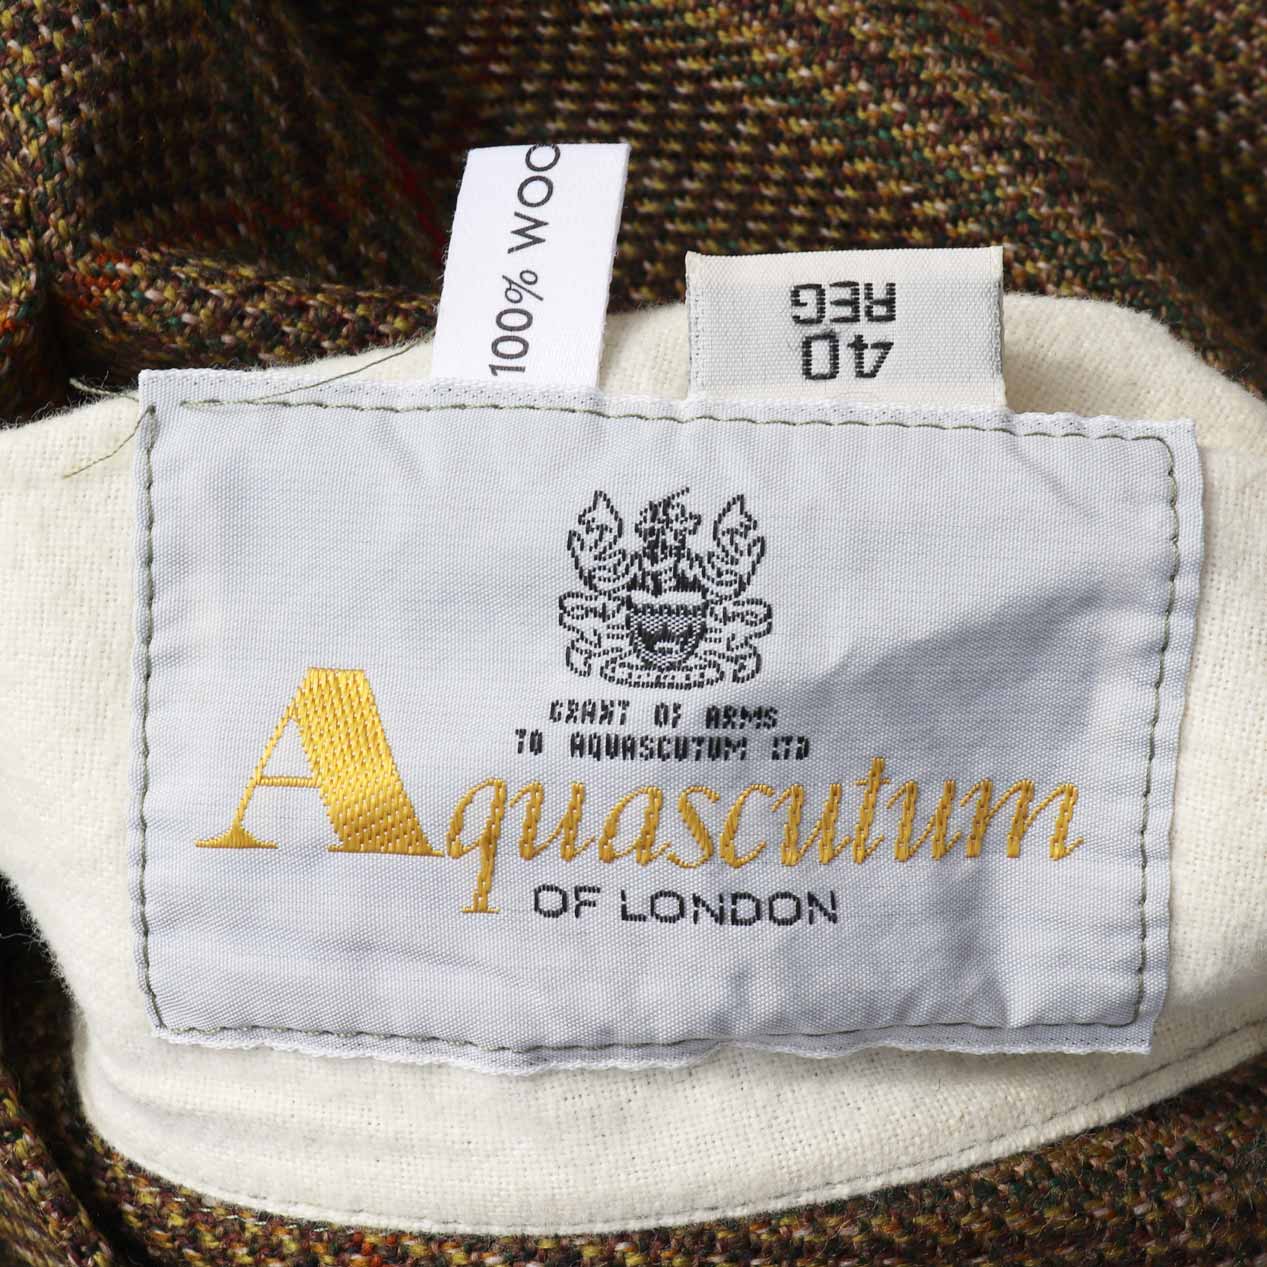 100% WOO
40
REG
GRANT OF ARMS
TO AQUASCUTUM LTD
Aquascutum
OF LONDON